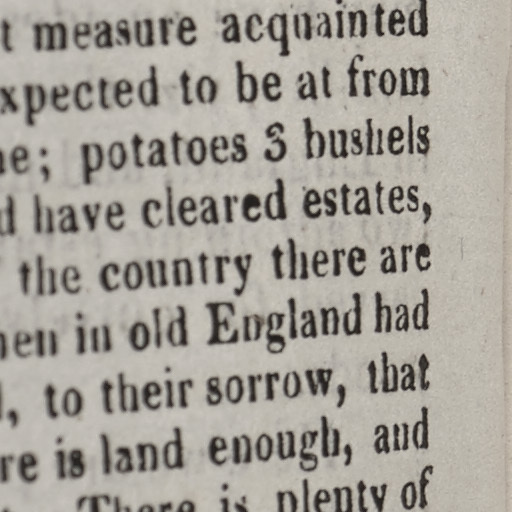 t measure acquainted
xpected to be at from
ne; potatoes 3 bushels
d have cleared estates,
the country there are
nen in old England had
, to their sorrow, that
re is land enough, and
There is plenty of